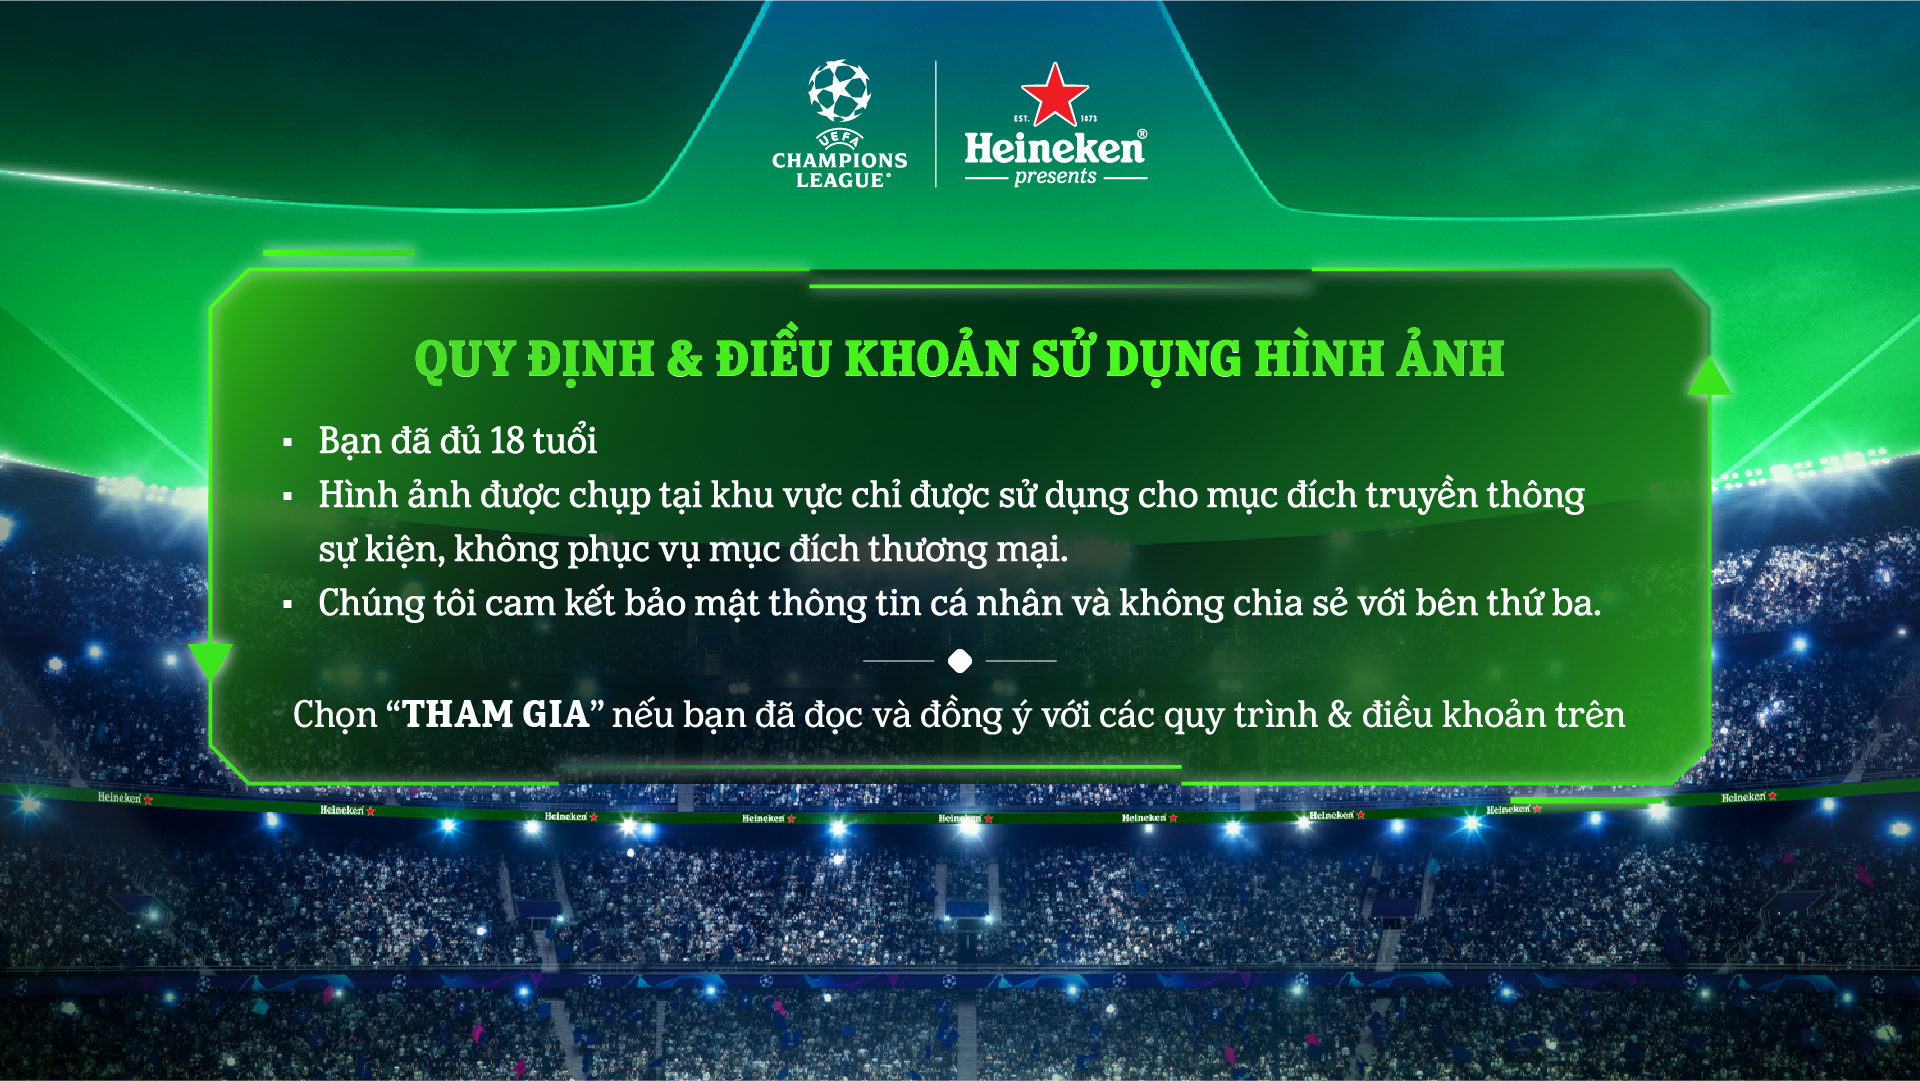 UEFA
CHAMPIONS
LEAGUE®
EST. 1873
Heineken®
presents
QUY ĐỊNH & ĐIỀU KHOẢN SỬ DỤNG HÌNH ẢNH
▪ Bạn đã đủ 18 tuổi
▪ Hình ảnh được chụp tại khu vực chỉ được sử dụng cho mục đích truyền thông
sự kiện, không phục vụ mục đích thương mại.
▪ Chúng tôi cam kết bảo mật thông tin cá nhân và không chia sẻ với bên thứ ba.
Chọn “THAM GIA” nếu bạn đã đọc và đồng ý với các quy trình & điều khoản trên
Heineken Heineken Heineken Heineken Heineken Heineken Heineken Heineken Heineken